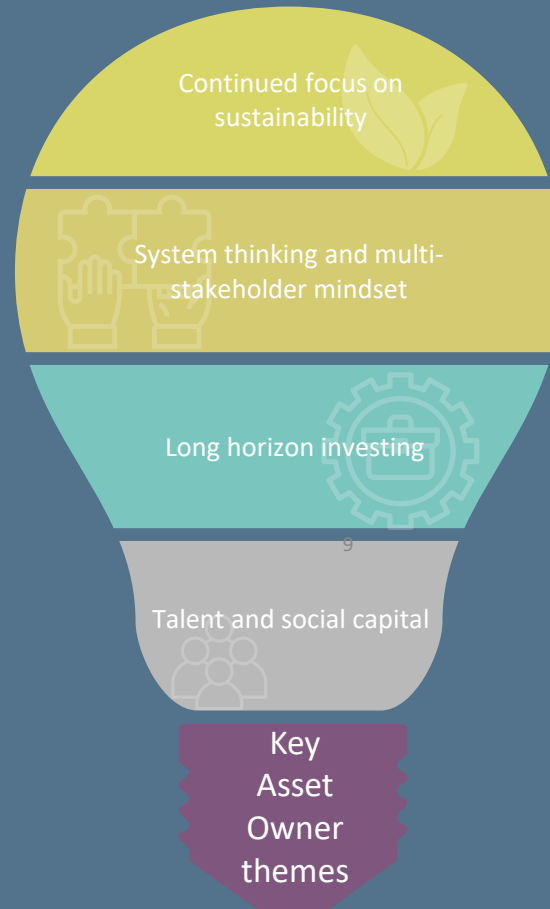 Continued focus on
sustainability
System thinking and multi-
stakeholder mindset
Long horizon investing
9
Talent and social capital
Key
Asset
Owner
themes